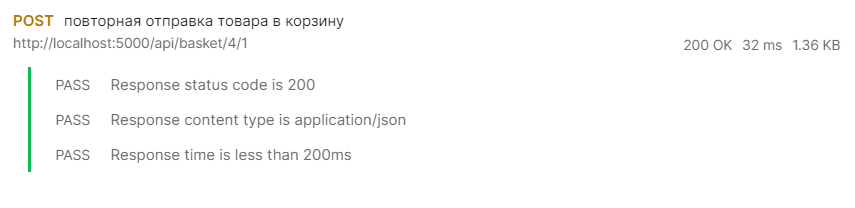 POST повторная отправка товара в корзину
http://localhost:5000/api/basket/4/1
200 OK 32 ms 1.36 KB
PASS Response status code is 200
PASS Response content type is application/json
PASS Response time is less than 200ms